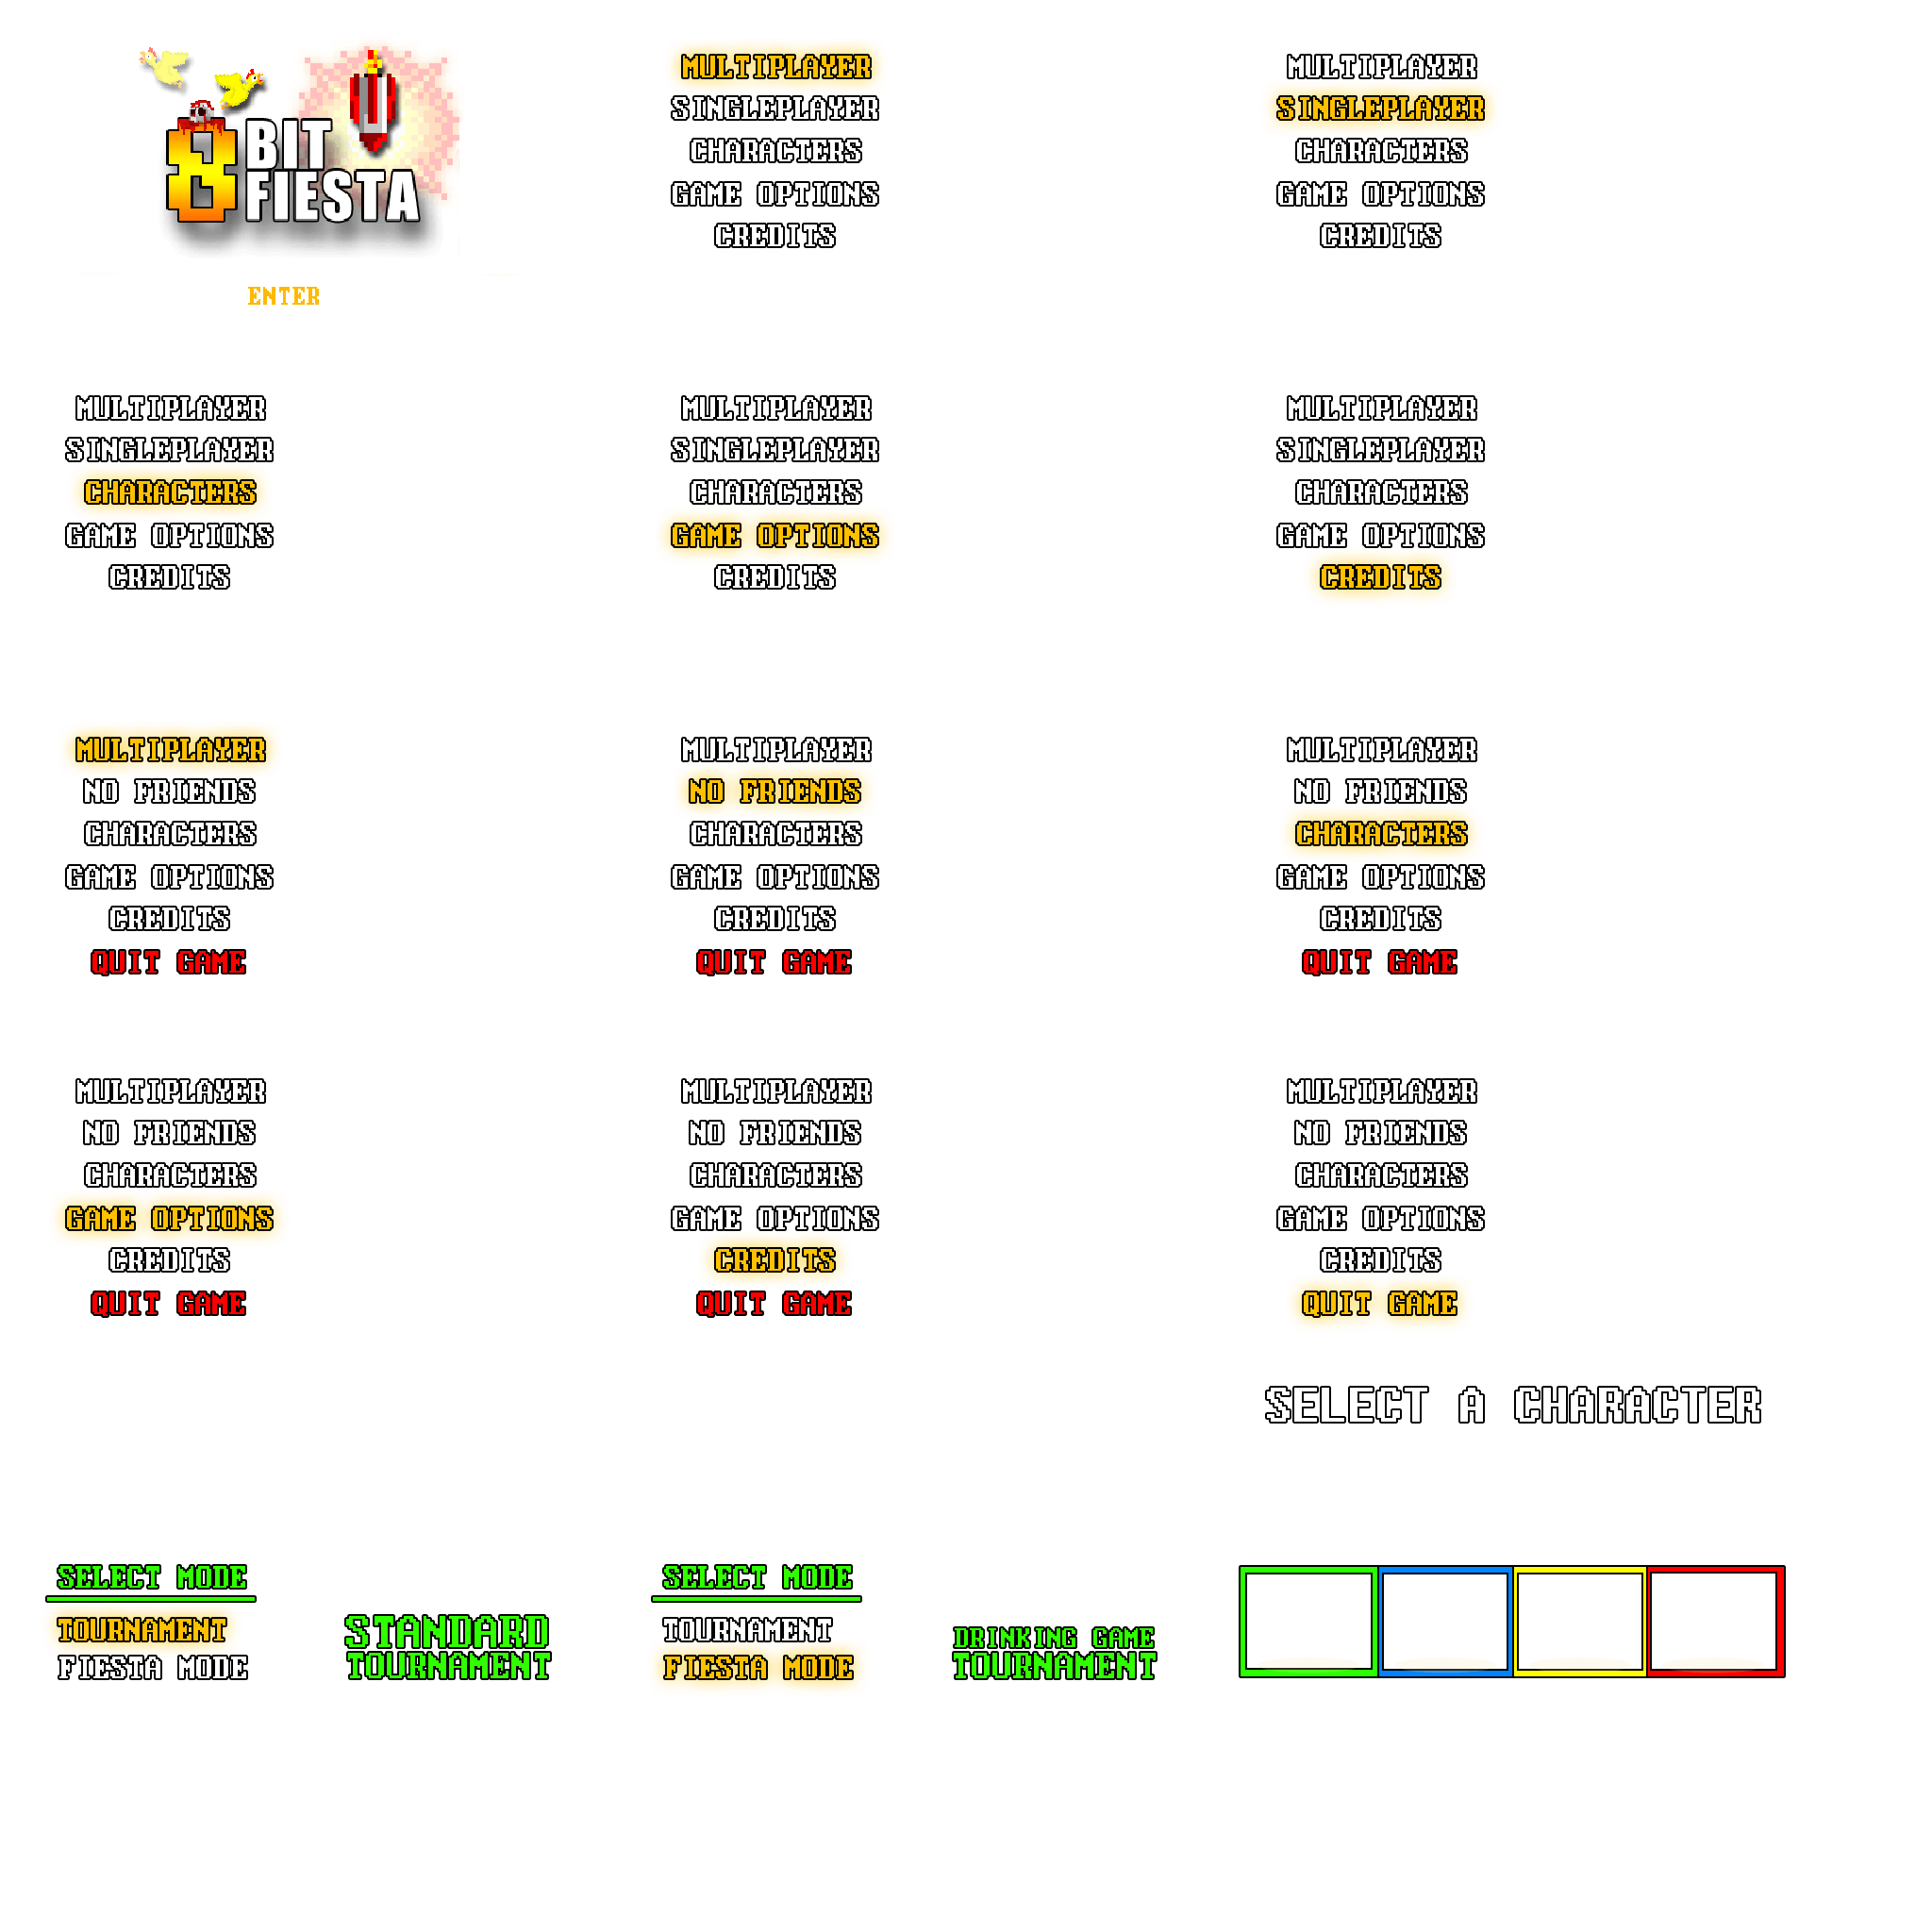 8 BIT
FIESTA
ENTER
MULTIPLAYER
SINGLEPLAYER
CHARACTERS
GAME OPTIONS
CREDITS
MULTIPLAYER
SINGLEPLAYER
CHARACTERS
GAME OPTIONS
CREDITS
MULTIPLAYER
SINGLEPLAYER
CHARACTERS
GAME OPTIONS
CREDITS
MULTIPLAYER
SINGLEPLAYER
CHARACTERS
GAME OPTIONS
CREDITS
MULTIPLAYER
SINGLEPLAYER
CHARACTERS
GAME OPTIONS
CREDITS
MULTIPLAYER
NO FRIENDS
CHARACTERS
GAME OPTIONS
CREDITS
QUIT GAME
MULTIPLAYER
NO FRIENDS
CHARACTERS
GAME OPTIONS
CREDITS
QUIT GAME
MULTIPLAYER
NO FRIENDS
CHARACTERS
GAME OPTIONS
CREDITS
QUIT GAME
MULTIPLAYER
NO FRIENDS
CHARACTERS
GAME OPTIONS
CREDITS
QUIT GAME
MULTIPLAYER
NO FRIENDS
CHARACTERS
GAME OPTIONS
CREDITS
QUIT GAME
MULTIPLAYER
NO FRIENDS
CHARACTERS
GAME OPTIONS
CREDITS
QUIT GAME
SELECT A CHARACTER
SELECT MODE
TOURNAMENT
FIESTA MODE
STANDARD
TOURNAMENT
SELECT MODE
TOURNAMENT
FIESTA MODE
DRINKING GAME
TOURNAMENT